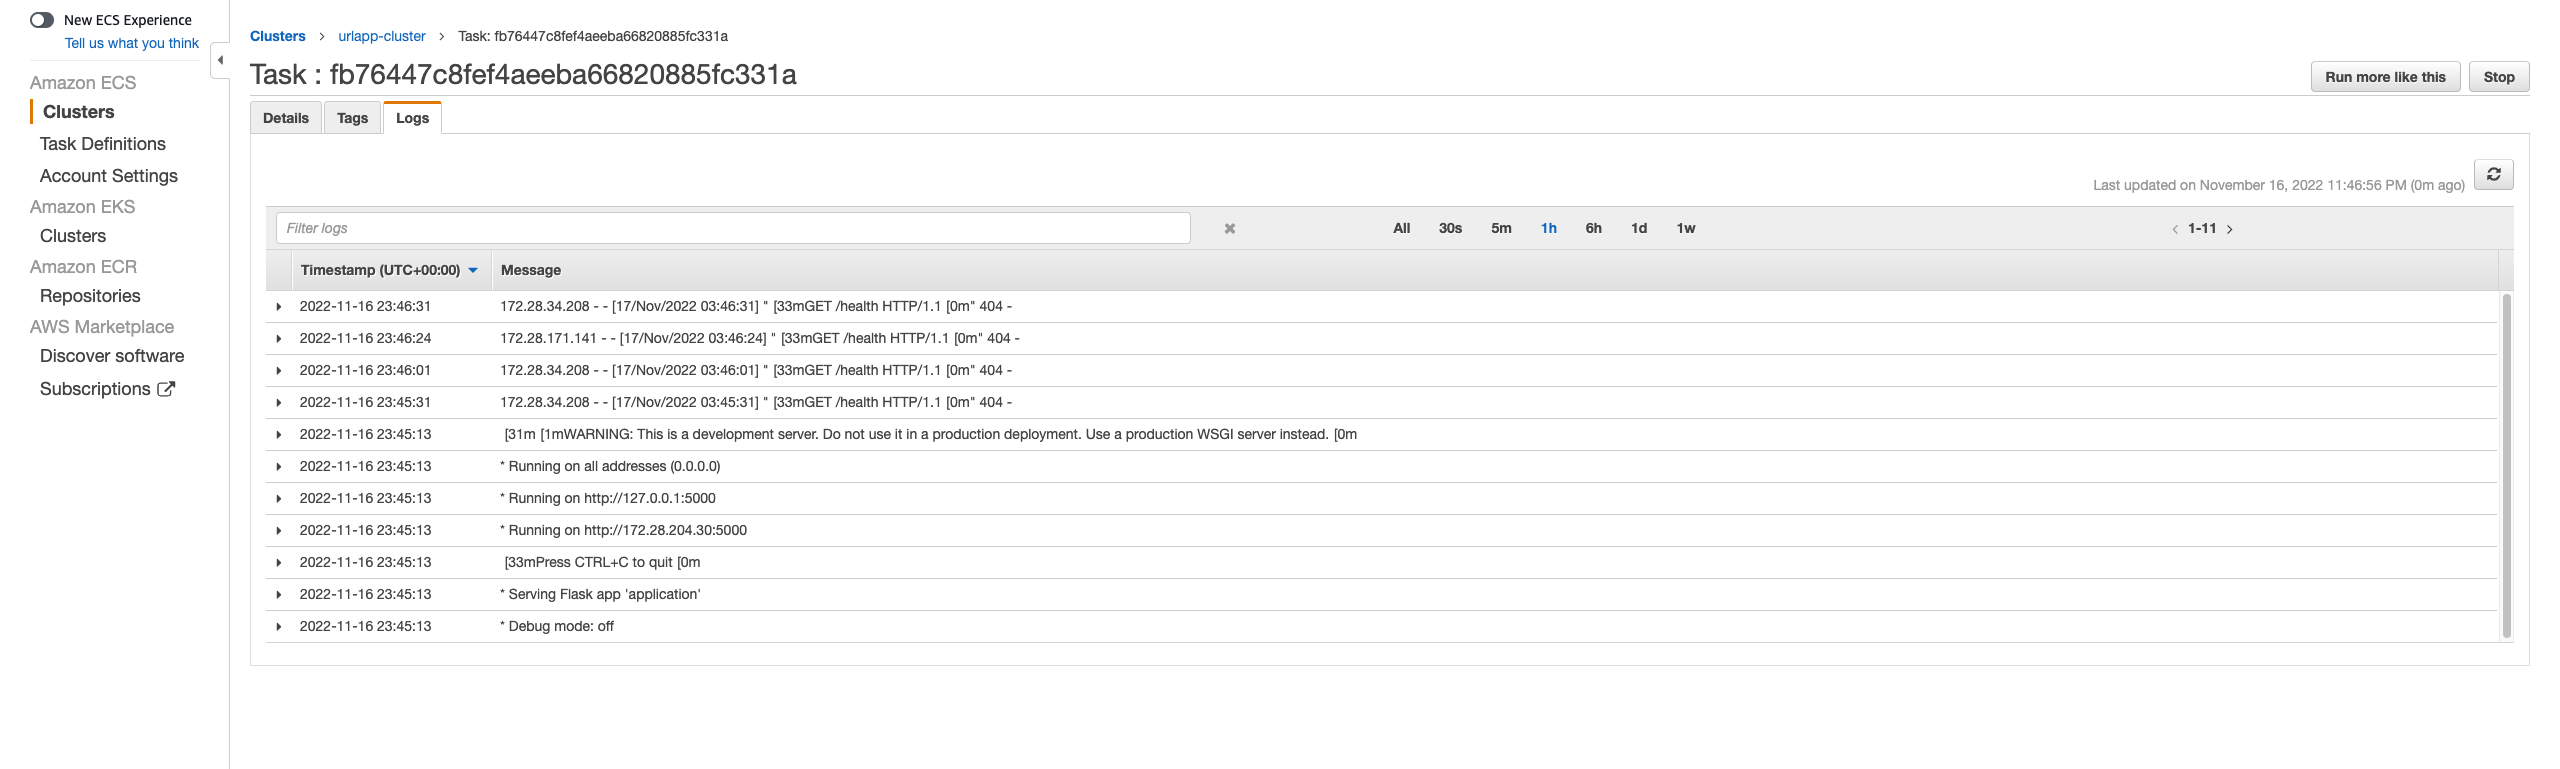 New ECS Experience
Tell us what you think
Amazon ECS
Clusters
Task Definitions
Account Settings
Amazon EKS
Clusters
Amazon ECR
Repositories
AWS Marketplace
Discover software
Subscriptions
Clusters > urlapp-cluster > Task: fb76447c8fef4aeeba66820885fc331a
Task : fb76447c8fef4aeeba66820885fc331a
Run more like this Stop
Details Tags Logs
Last updated on November 16, 2022 11:46:56 PM (0m ago)
Filter logs All 30s 5m 1h 6h 1d 1w < 1-11 >
Timestamp (UTC+00:00) Message
2022-11-16 23:46:31 172.28.34.208 - - [17/Nov/2022 03:46:31] " [33mGET /health HTTP/1.1 [0m" 404 -
2022-11-16 23:46:24 172.28.171.141 - - [17/Nov/2022 03:46:24] " [33mGET /health HTTP/1.1 [0m" 404 -
2022-11-16 23:46:01 172.28.34.208 - - [17/Nov/2022 03:46:01] " [33mGET /health HTTP/1.1 [0m" 404 -
2022-11-16 23:45:31 172.28.34.208 - - [17/Nov/2022 03:45:31] " [33mGET /health HTTP/1.1 [0m" 404 -
2022-11-16 23:45:13 [31m [1mWARNING: This is a development server. Do not use it in a production deployment. Use a production WSGI server instead. [0m
2022-11-16 23:45:13 * Running on all addresses (0.0.0.0)
2022-11-16 23:45:13 * Running on http://127.0.0.1:5000
2022-11-16 23:45:13 * Running on http://172.28.204.30:5000
2022-11-16 23:45:13 [33mPress CTRL+C to quit [0m
2022-11-16 23:45:13 * Serving Flask app 'application'
2022-11-16 23:45:13 * Debug mode: off